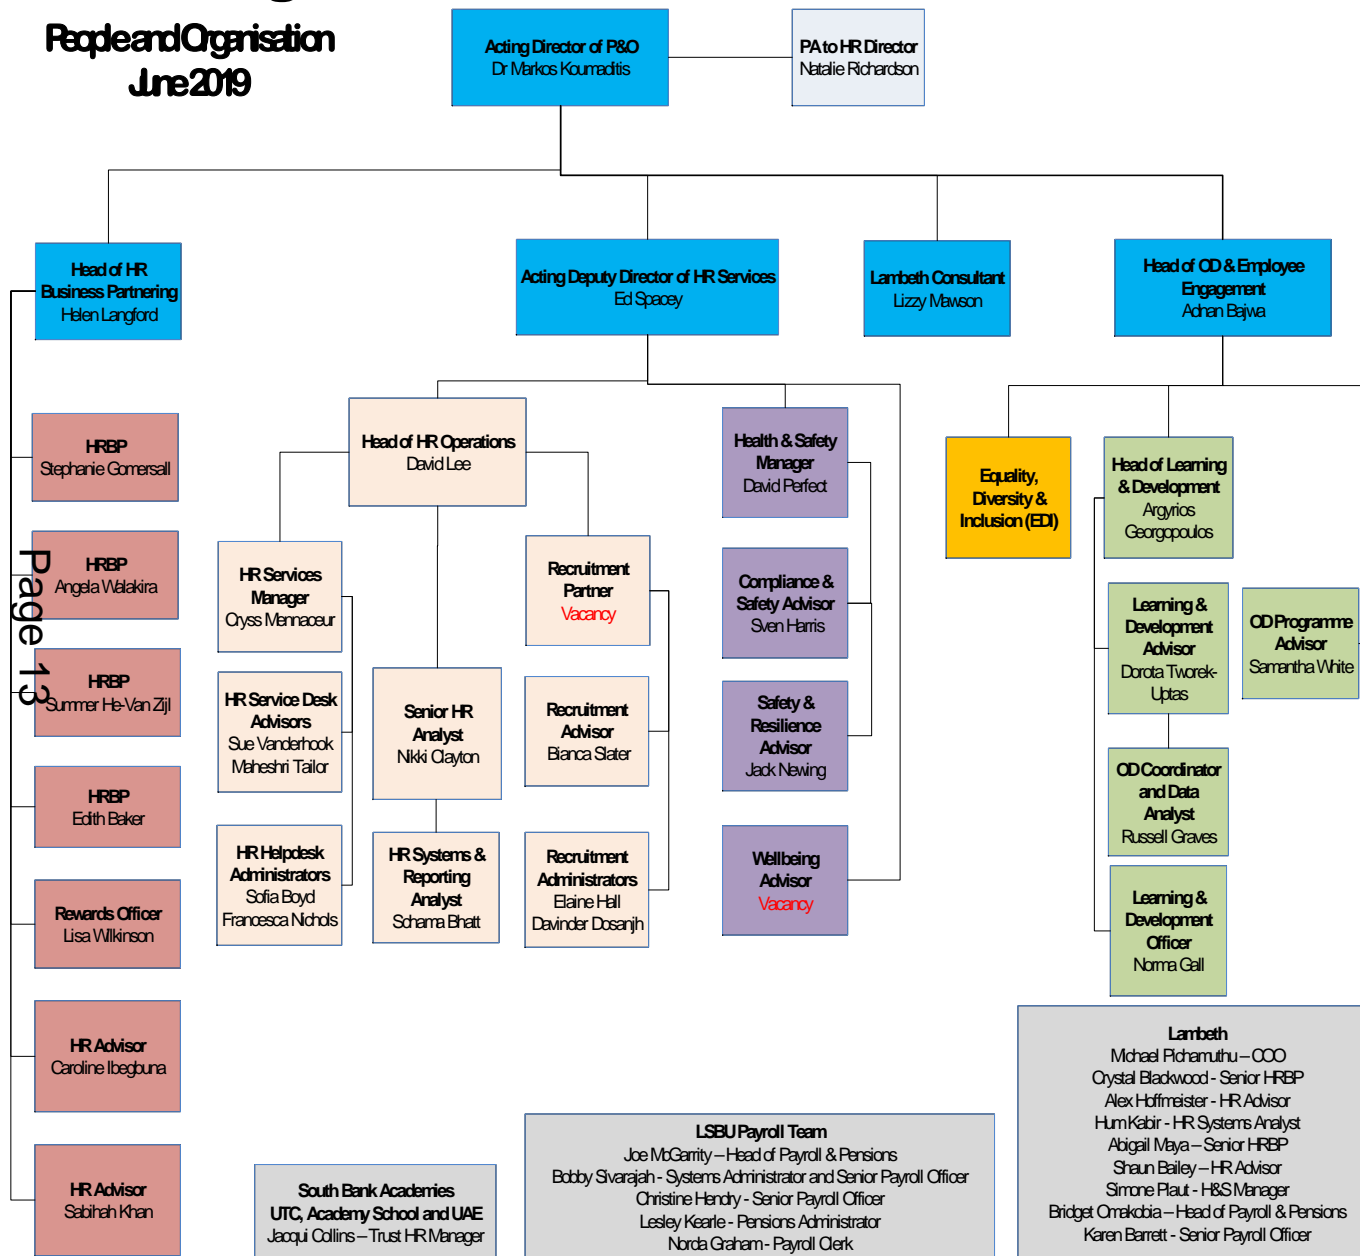 People and Organisation
June 2019
Acting Director of P&O
Dr Markos Koumaditis
PA to HR Director
Natalie Richardson
Head of HR
Business Partnering
Helen Langford
Acting Deputy Director of HR Services
Ed Spacey
Lambeth Consultant
Lizzy Mawson
Head of OD & Employee
Engagement
Adnan Bajwa
HRBP
Stephanie Gomersall
HRBP
Angela Walakira
HRBP
Summer He-Van Zijl
HRBP
Edith Baker
Rewards Officer
Lisa Wilkinson
HR Advisor
Caroline Ibegbuna
HR Advisor
Sabihah Khan
Page 13
Head of HR Operations
David Lee
HR Services
Manager
Cryss Mennaceur
HR Service Desk
Advisors
Sue Vanderhook
Maheshri Tailor
HR Helpdesk
Administrators
Sofia Boyd
Francesca Nichols
Senior HR
Analyst
Nikki Clayton
HR Systems &
Reporting
Analyst
Schama Bhatt
Recruitment
Partner
Vacancy
Recruitment
Advisor
Bianca Slater
Recruitment
Administrators
Elaine Hall
Davinder Dosanjh
Health & Safety
Manager
David Perfect
Compliance &
Safety Advisor
Sven Harris
Safety &
Resilience
Advisor
Jack Newing
Wellbeing
Advisor
Vacancy
Equality,
Diversity &
Inclusion (EDI)
Head of Learning
& Development
Argyrios
Georgopoulos
Learning &
Development
Advisor
Dorota Tworek-
Uptas
OD Programme
Advisor
Samantha White
OD Coordinator
and Data
Analyst
Russell Graves
Learning &
Development
Officer
Norma Gall
South Bank Academies
UTC, Academy School and UAE
Jacqui Collins – Trust HR Manager
LSBU Payroll Team
Joe McGarrity – Head of Payroll & Pensions
Bobby Sivarajah - Systems Administrator and Senior Payroll Officer
Christine Hendry - Senior Payroll Officer
Lesley Kearle - Pensions Administrator
Norda Graham - Payroll Clerk
Lambeth
Michael Pichamuthu – COO
Crystal Blackwood - Senior HRBP
Alex Hoffmeister - HR Advisor
Hum Kabir - HR Systems Analyst
Abigail Maya – Senior HRBP
Shaun Bailey – HR Advisor
Simone Plaut - H&S Manager
Bridget Omakobia – Head of Payroll & Pensions
Karen Barrett - Senior Payroll Officer